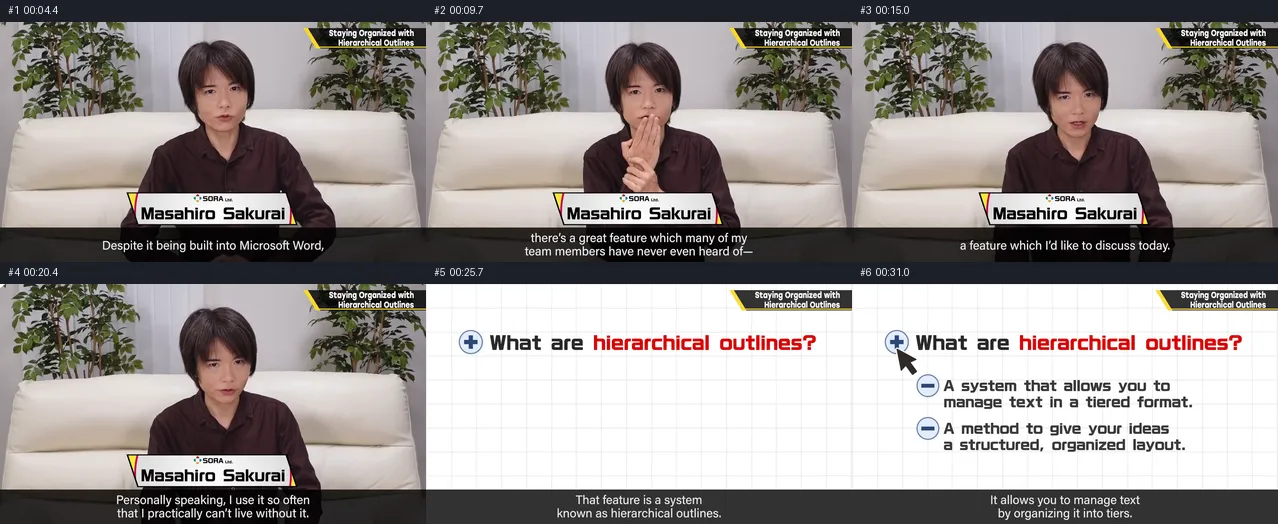 #1 00:04.4
Staying Organized with
Hierarchical Outlines
SORA Ltd.
Masahiro Sakurai
Despite it being built into Microsoft Word,
#2 00:09.7
Staying Organized with
Hierarchical Outlines
SORA Ltd.
Masahiro Sakurai
there's a great feature which many of my
team members have never even heard of—
#3 00:15.0
Staying Organized with
Hierarchical Outlines
SORA Ltd.
Masahiro Sakurai
a feature which I'd like to discuss today.
#4 00:20.4
Staying Organized with
Hierarchical Outlines
SORA Ltd.
Masahiro Sakurai
Personally speaking, I use it so often
that I practically can't live without it.
#5 00:25.7
Staying Organized with
Hierarchical Outlines
What are hierarchical outlines?
That feature is a system
known as hierarchical outlines.
#6 00:31.0
Staying Organized with
Hierarchical Outlines
What are hierarchical outlines?
A system that allows you to
manage text in a tiered format.
A method to give your ideas
a structured, organized layout.
It allows you to manage text
by organizing it into tiers.